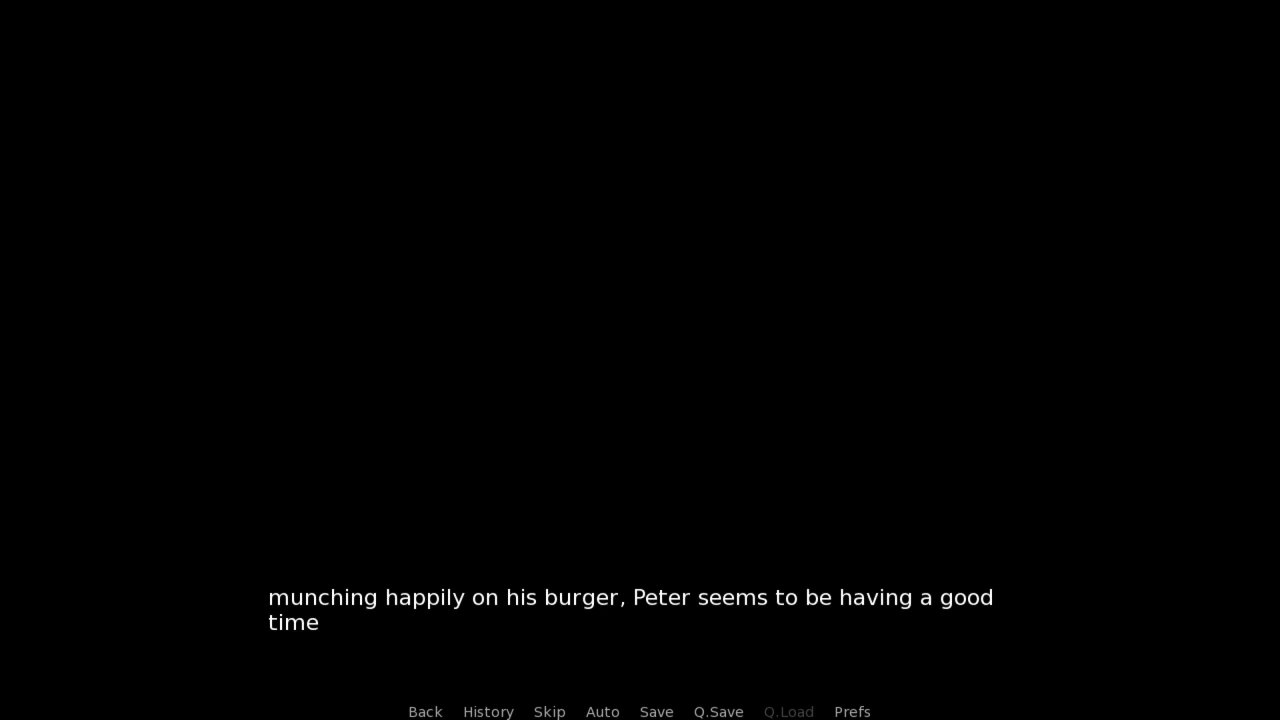 munching happily on his burger, Peter seems to be having a good
time
Back History Skip Auto Save Q.Save Q.Load Prefs